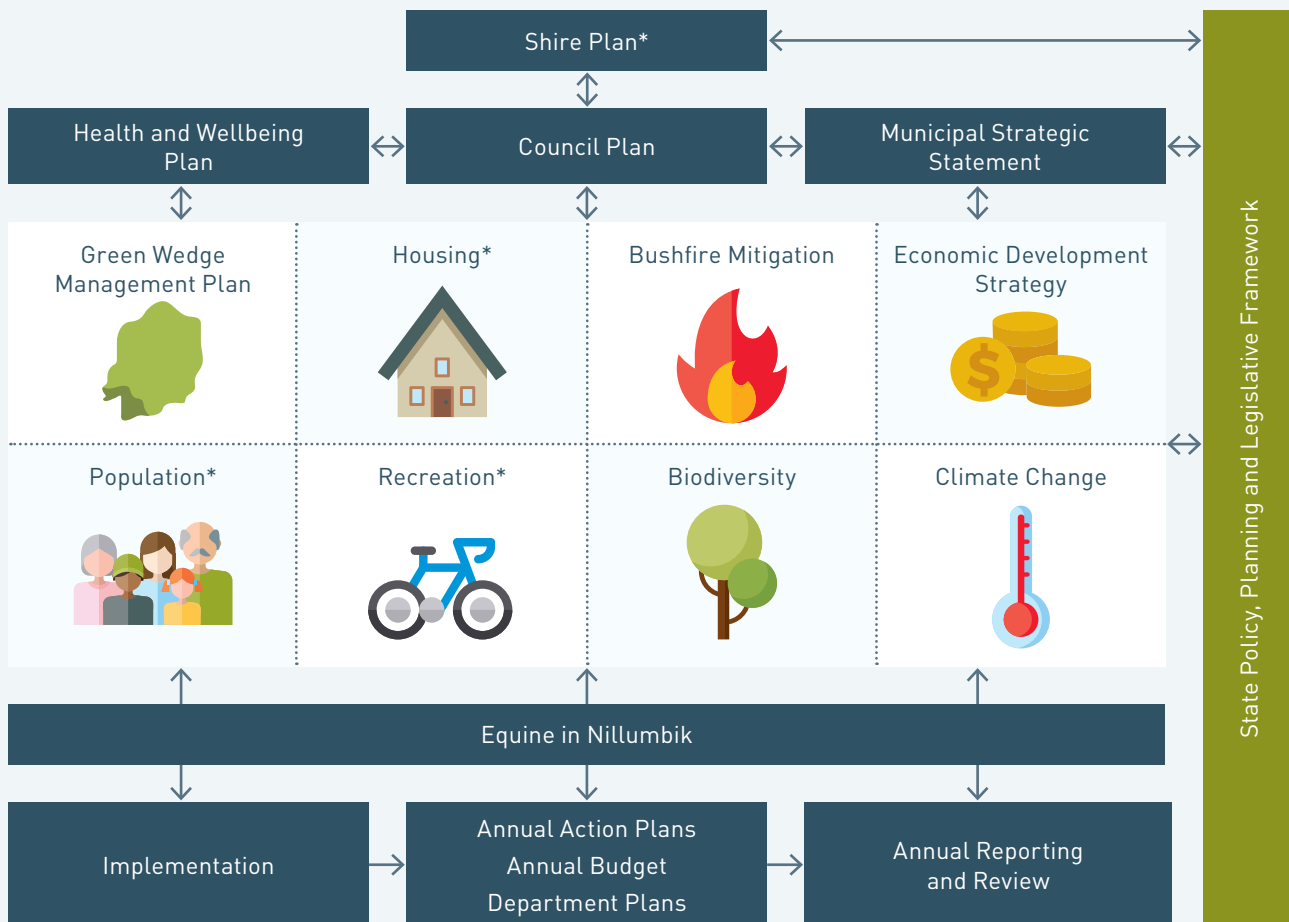 Shire Plan*
Health and Wellbeing
Plan
Council Plan
Municipal Strategic
Statement
Green Wedge
Management Plan
Housing*
Bushfire Mitigation
Economic Development
Strategy
$
Population*
Recreation*
Biodiversity
Climate Change
Equine in Nillumbik
Implementation
Annual Action Plans
Annual Budget
Department Plans
Annual Reporting
and Review
State Policy, Planning and Legislative Framework